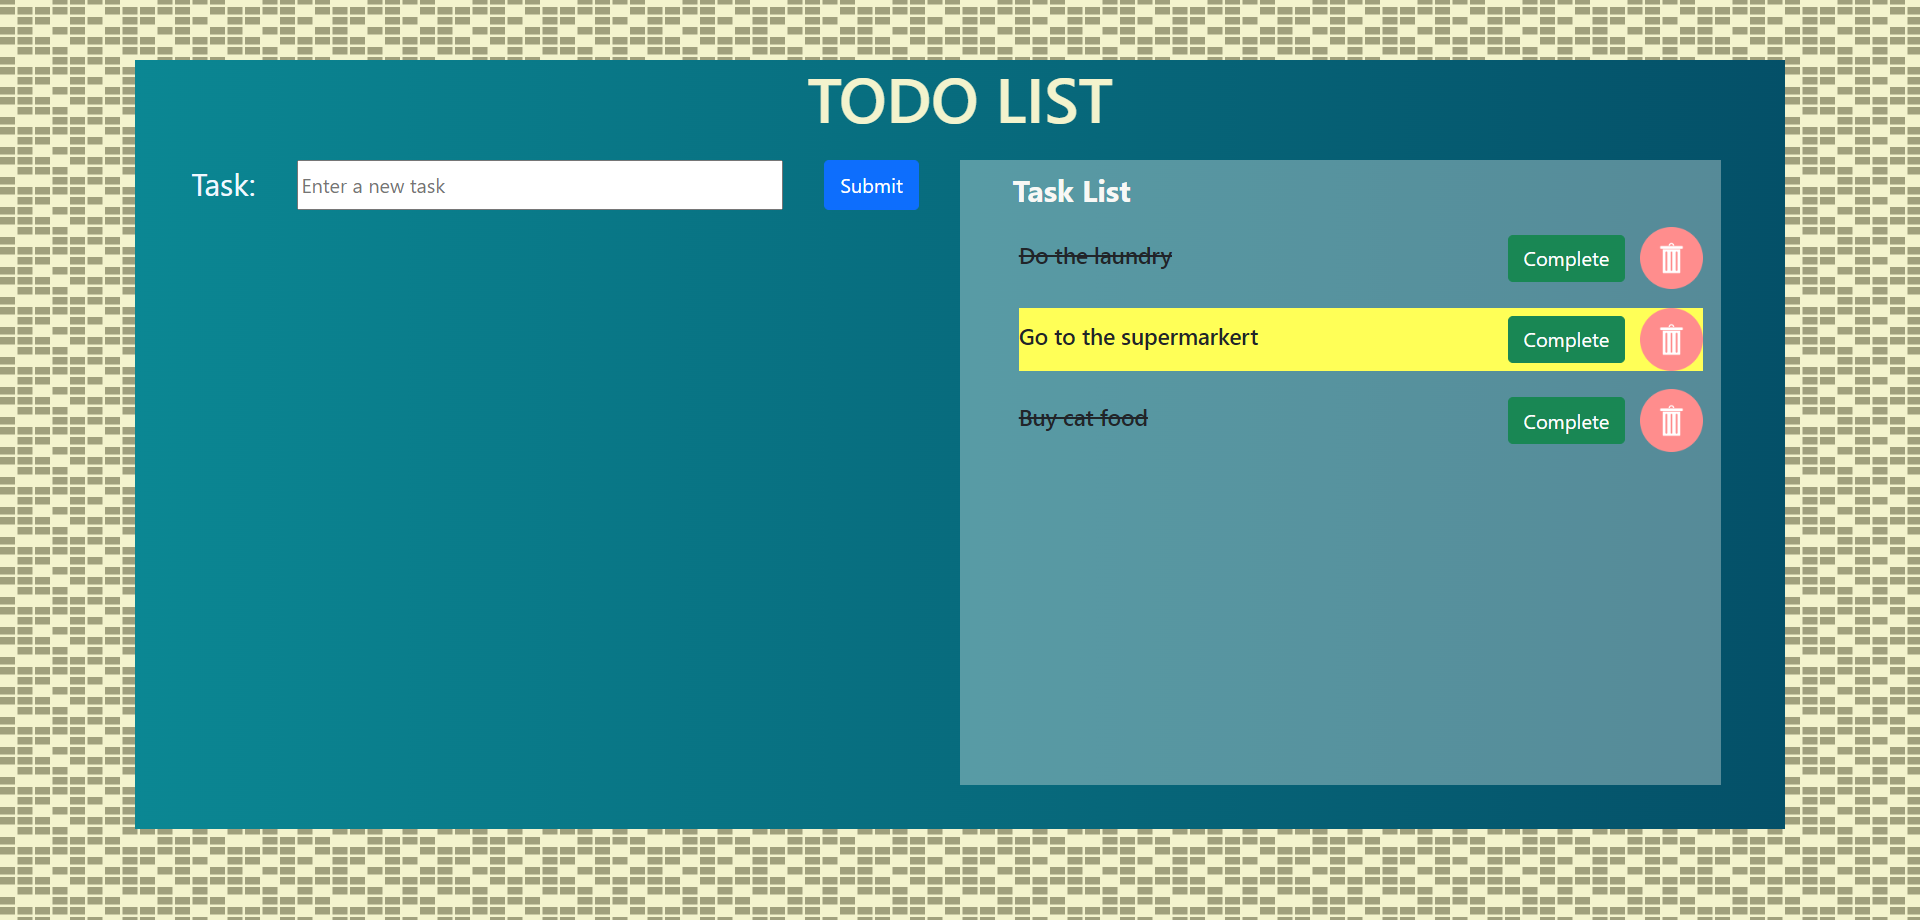 TODO LIST
Task:
Enter a new task
Submit
Task List
Do the laundry
Complete
Go to the supermarkert
Complete
Buy cat food
Complete